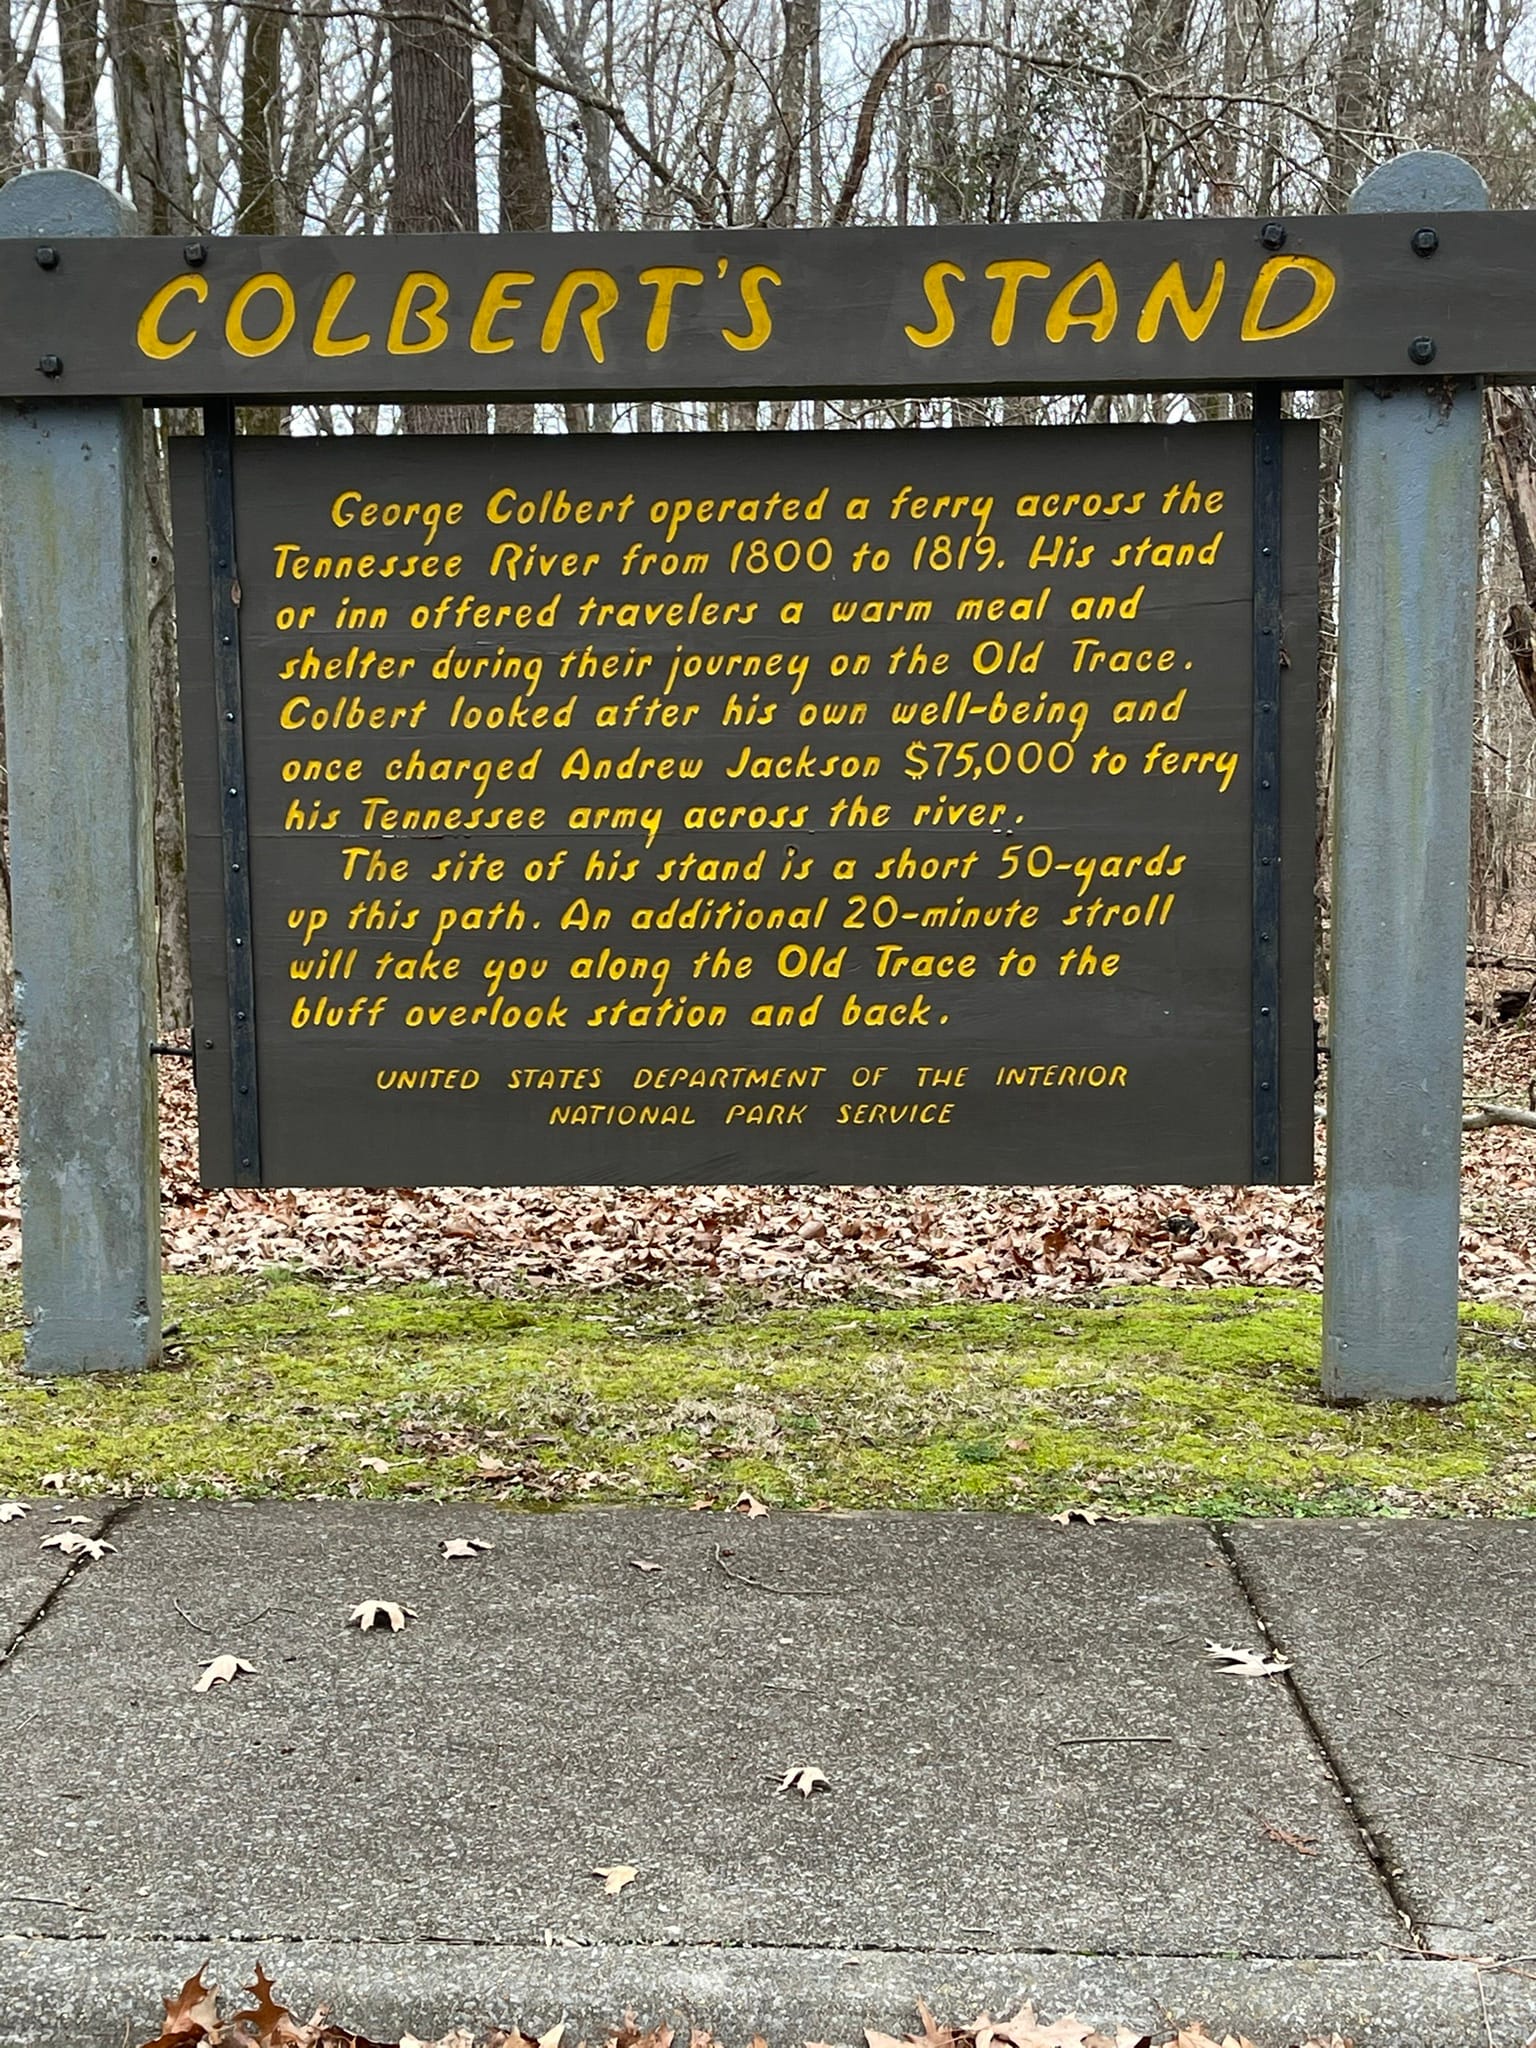 COLBERT'S STAND
George Colbert operated a ferry across the
Tennessee River from 1800 to 1819. His stand
or inn offered travelers a warm meal and
shelter during their journey on the Old Trace.
Colbert looked after his own well-being and
once charged Andrew Jackson $75,000 to ferry
his Tennessee army across the river.
The site of his stand is a short 50-yards
up this path. An additional 20-minute stroll
will take you along the Old Trace to the
bluff overlook station and back.
UNITED STATES DEPARTMENT OF THE INTERIOR
NATIONAL PARK SERVICE